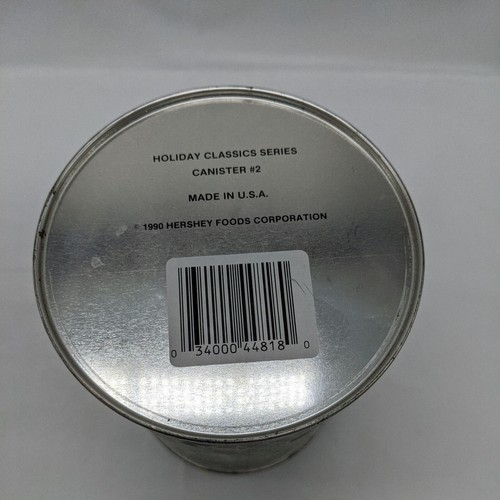 HOLIDAY CLASSICS SERIES
CANISTER #2
MADE IN U.S.A.
© 1990 HERSHEY FOODS CORPORATION
0 34000 44818 0